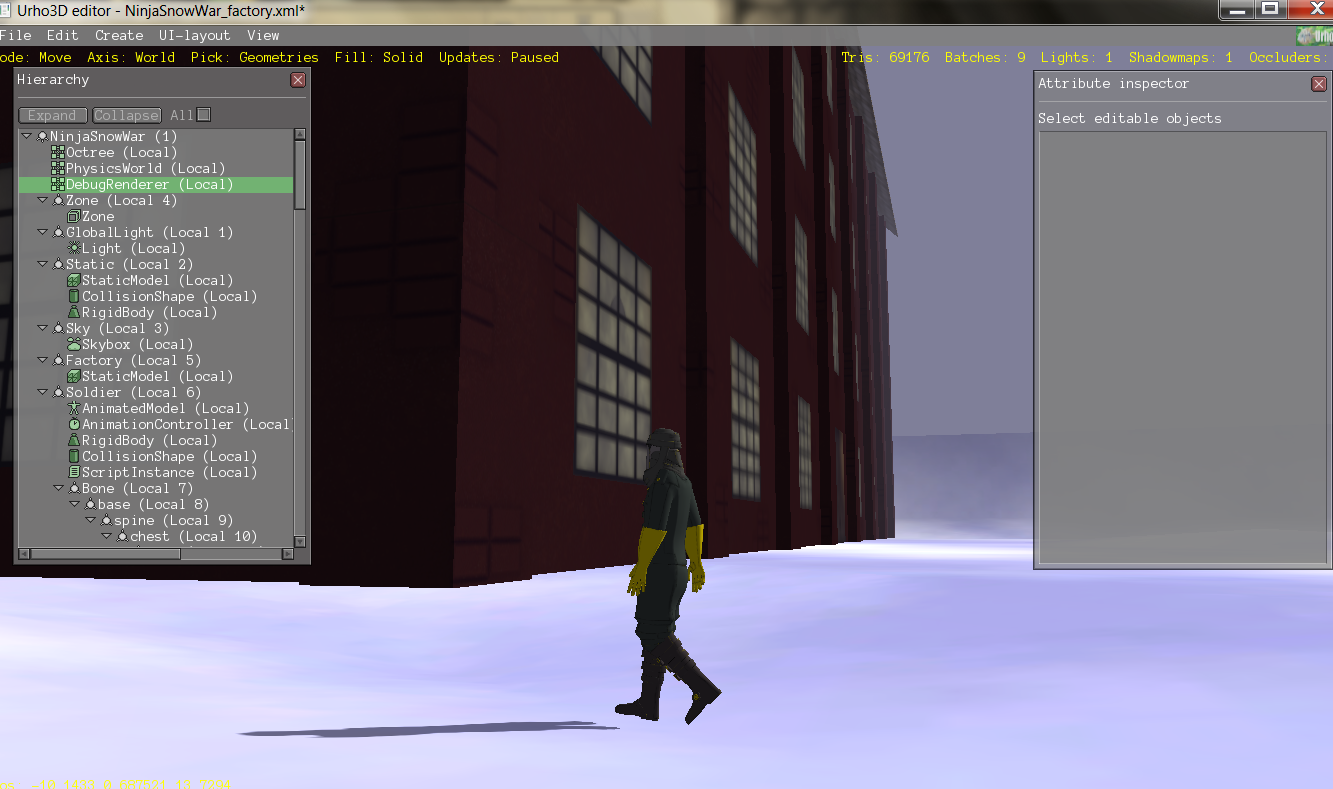 Urho3D editor - NinjaSnowWar_factory.xml*
File Edit Create UI-layout View
ode: Move Axis: World Pick: Geometries Fill: Solid Updates: Paused
Tris: 69176 Batches: 9 Lights: 1 Shadowmaps: 1 Occluders:
Hierarchy
Expand Collapse All
NinjaSnowWar (1)
Octree (Local)
PhysicsWorld (Local)
DebugRenderer (Local)
Zone (Local 4)
Zone
GlobalLight (Local 1)
Light (Local)
Static (Local 2)
StaticModel (Local)
CollisionShape (Local)
RigidBody (Local)
Sky (Local 3)
Skybox (Local)
Factory (Local 5)
StaticModel (Local)
Soldier (Local 6)
AnimatedModel (Local)
AnimationController (Local
RigidBody (Local)
CollisionShape (Local)
ScriptInstance (Local)
Bone (Local 7)
base (Local 8)
spine (Local 9)
chest (Local 10)
Attribute inspector
Select editable objects